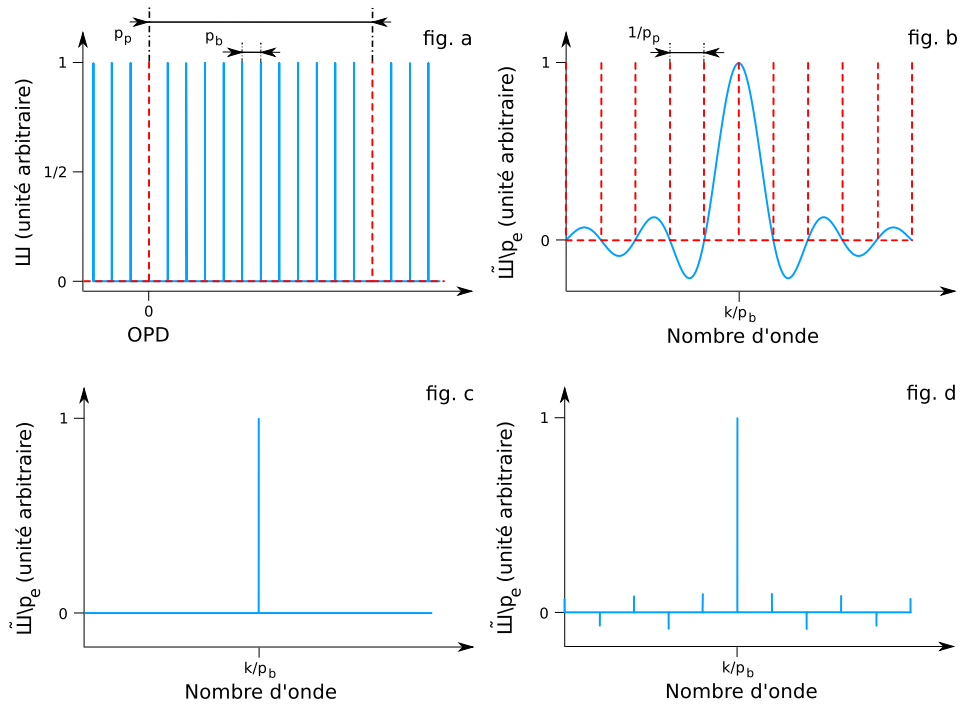 fig. a
p_p
p_b
1
1/2
0
Ш (unité arbitraire)
0
OPD
fig. b
1/p_p
1
0
Ш̃\p_e (unité arbitraire)
k/p_b
Nombre d'onde
fig. c
1
0
Ш̃\p_e (unité arbitraire)
k/p_b
Nombre d'onde
fig. d
1
0
Ш̃\p_e (unité arbitraire)
k/p_b
Nombre d'onde